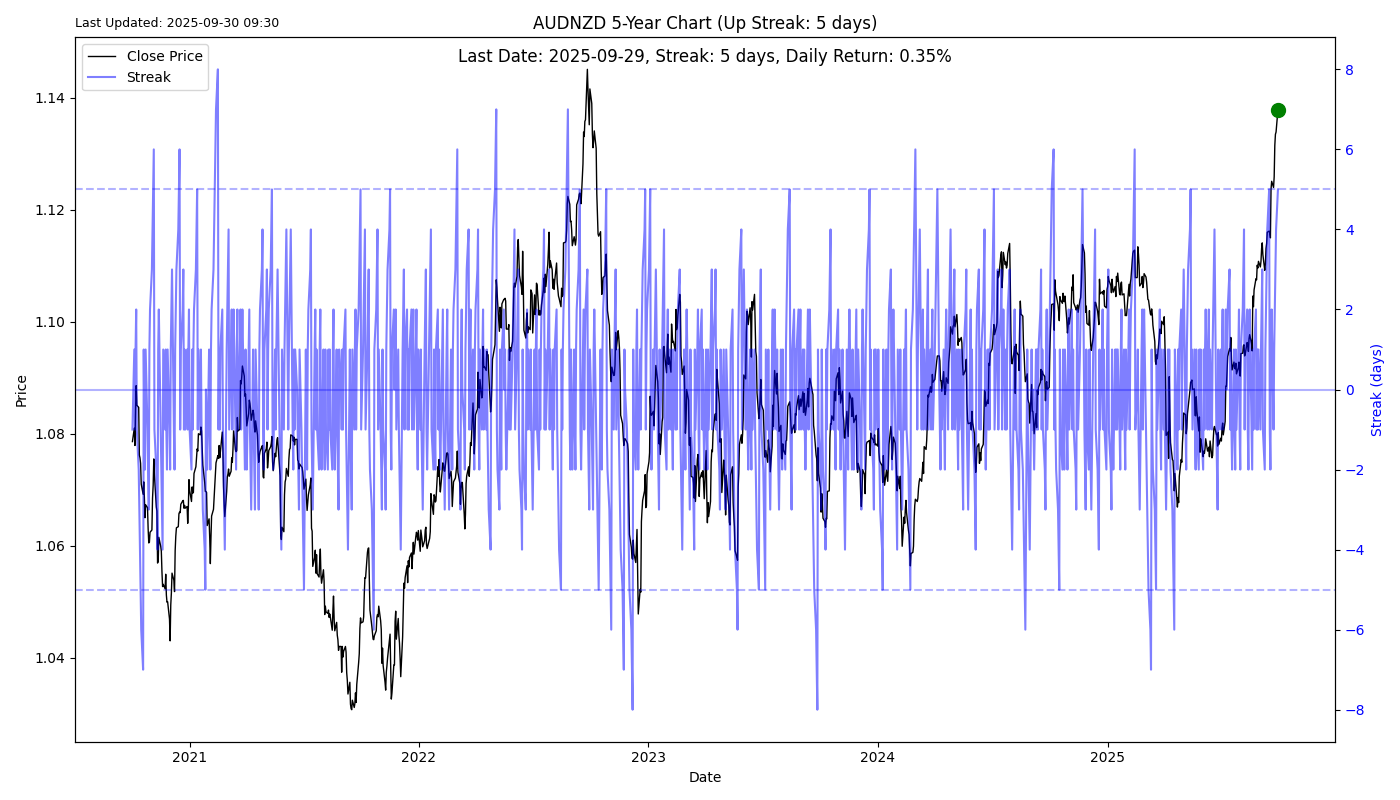 Last Updated: 2025-09-30 09:30
AUDNZD 5-Year Chart (Up Streak: 5 days)
Last Date: 2025-09-29, Streak: 5 days, Daily Return: 0.35%
Close Price
Streak
Price
1.14
1.12
1.10
1.08
1.06
1.04
8
6
4
2
0
−2
−4
−6
−8
Streak (days)
2021
2022
2023
2024
2025
Date